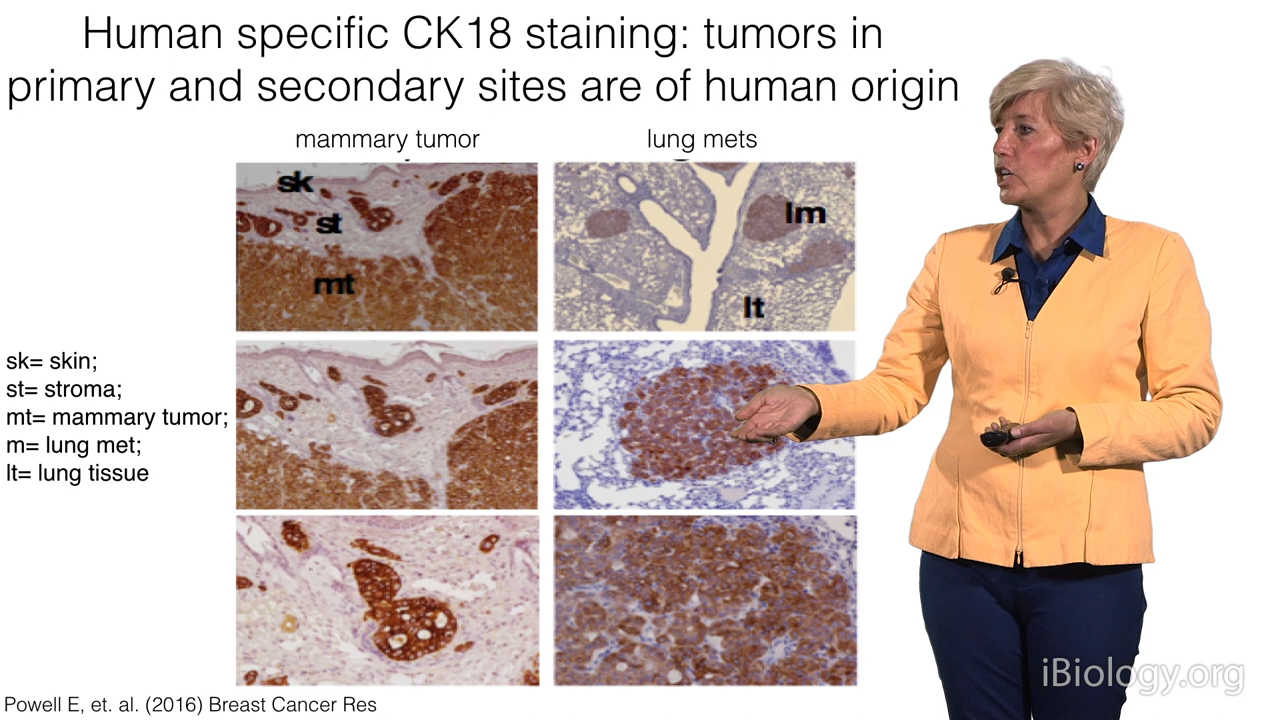 Human specific CK18 staining: tumors in
primary and secondary sites are of human origin
mammary tumor
lung mets
sk
st
mt
lm
lt
sk= skin;
st= stroma;
mt= mammary tumor;
m= lung met;
lt= lung tissue
Powell E, et. al. (2016) Breast Cancer Res
iBiology.org